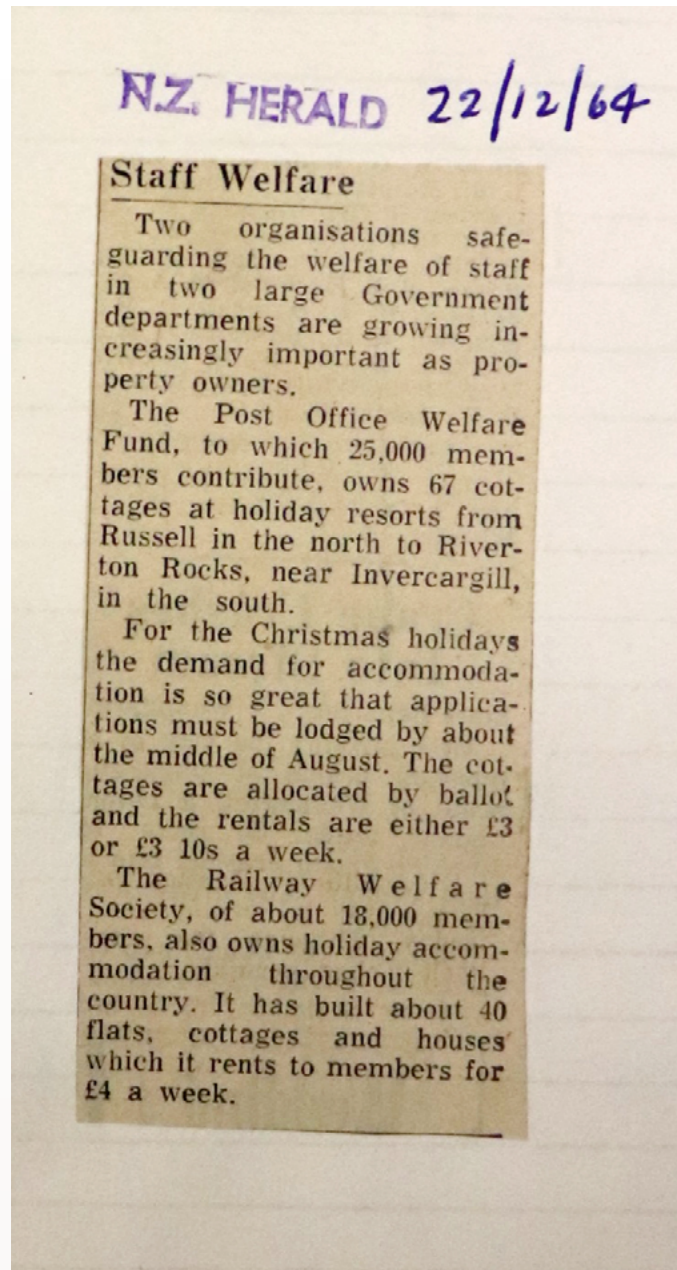 N.Z. HERALD 22/12/64
Staff Welfare
Two organisations safe-
guarding the welfare of staff
in two large Government
departments are growing in-
creasingly important as pro-
perty owners.
The Post Office Welfare
Fund, to which 25,000 mem-
bers contribute, owns 67 cot-
tages at holiday resorts from
Russell in the north to River-
ton Rocks, near Invercargill,
in the south.
For the Christmas holidays
the demand for accommoda-
tion is so great that applica-
tions must be lodged by about
the middle of August. The cot-
tages are allocated by ballot
and the rentals are either £3
or £3 10s a week.
The Railway Welfare
Society, of about 18,000 mem-
bers, also owns holiday accom-
modation throughout the
country. It has built about 40
flats, cottages and houses
which it rents to members for
£4 a week.